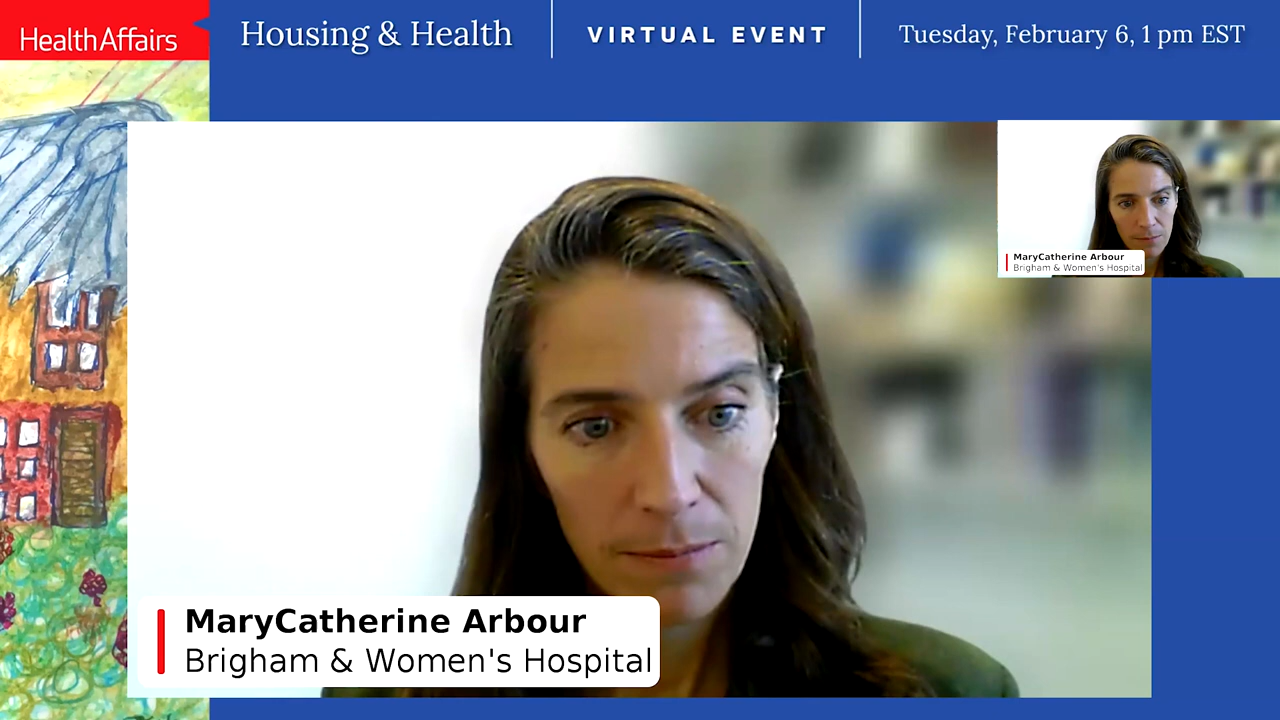 HealthAffairs
Housing & Health
VIRTUAL EVENT
Tuesday, February 6, 1 pm EST
MaryCatherine Arbour
Brigham & Women's Hospital
MaryCatherine Arbour
Brigham & Women's Hospital